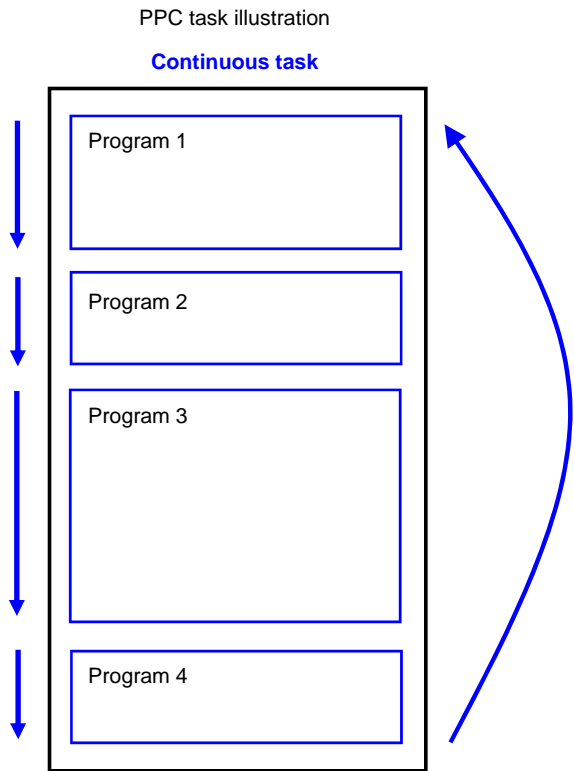 PPC task illustration
Continuous task
Program 1
Program 2
Program 3
Program 4